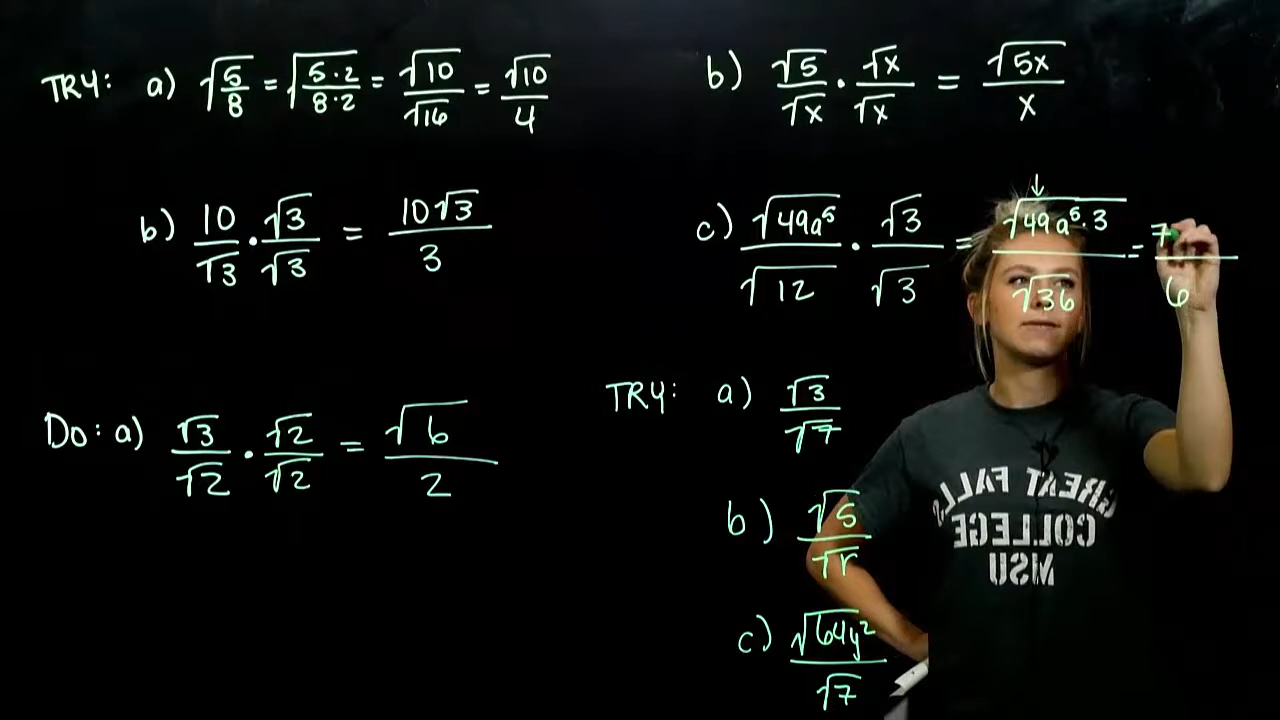 TRY: a) √(5/8) = √((5·2)/(8·2)) = √10/√16 = √10/4
b) 10/√3 · √3/√3 = 10√3/3
Do: a) √3/√2 · √2/√2 = √6/2
b) √5/√x · √x/√x = √(5x)/x
c) √(49a⁵)/√12 · √3/√3 = ↓ √(49a⁵·3)/√36 = 7/6
TRY: a) √3/√7
b) √5/√r
c) √(64y²)/√7
GREAT FALLS
COLLEGE
MSU